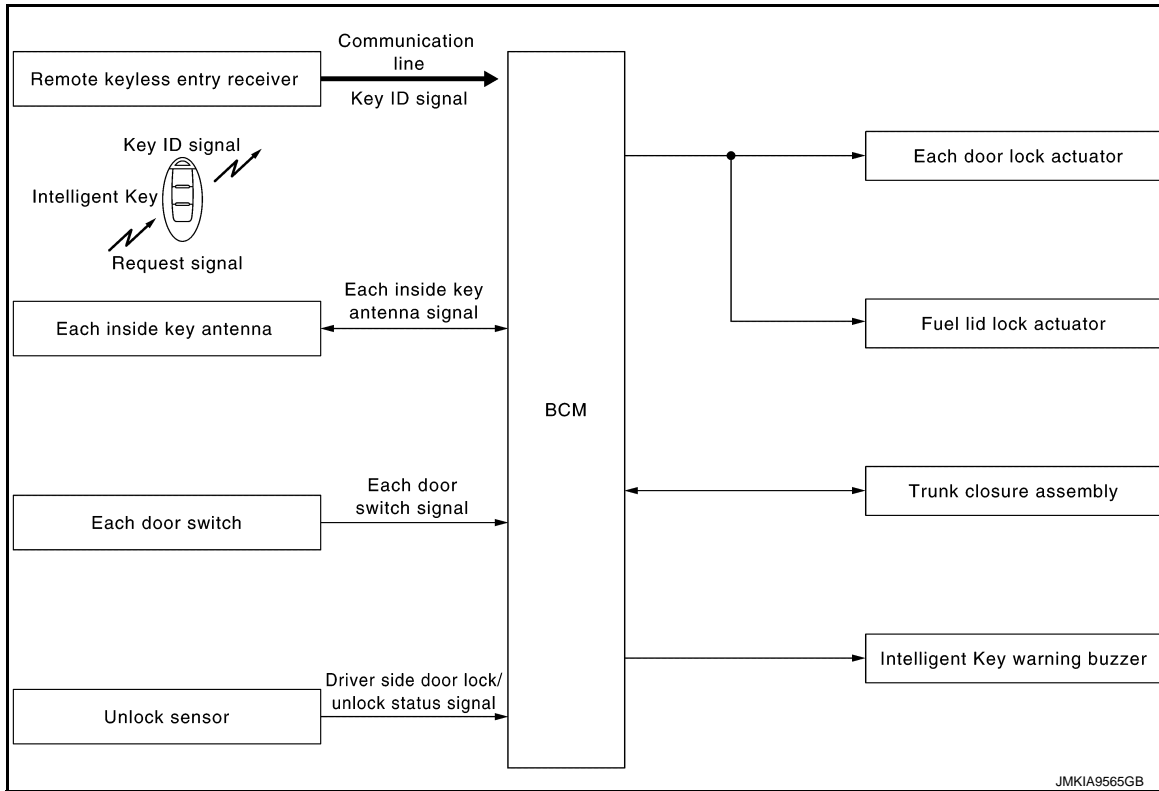 Communication
line
Remote keyless entry receiver
Key ID signal
Key ID signal
Intelligent Key
Request signal
Each inside key
antenna signal
Each inside key antenna
Each door
switch signal
Each door switch
Driver side door lock/
unlock status signal
Unlock sensor
BCM
Each door lock actuator
Fuel lid lock actuator
Trunk closure assembly
Intelligent Key warning buzzer
JMKIA9565GB